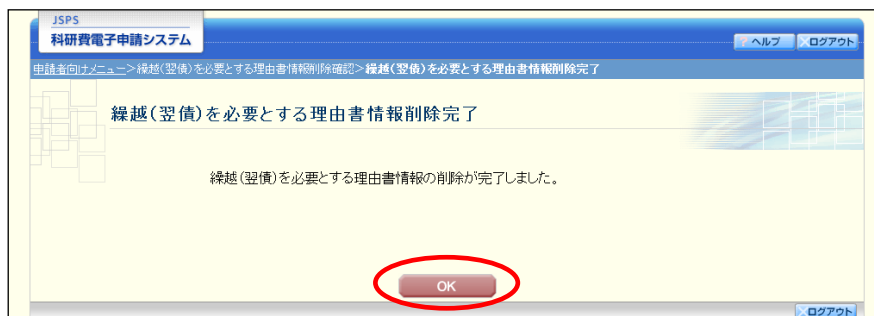 JSPS
科研費電子申請システム
ヘルプ
ログアウト
申請者向けメニュー>繰越(翌債)を必要とする理由書情報削除確認>繰越(翌債)を必要とする理由書情報削除完了
繰越(翌債)を必要とする理由書情報削除完了
繰越(翌債)を必要とする理由書情報の削除が完了しました。
OK
ログアウト